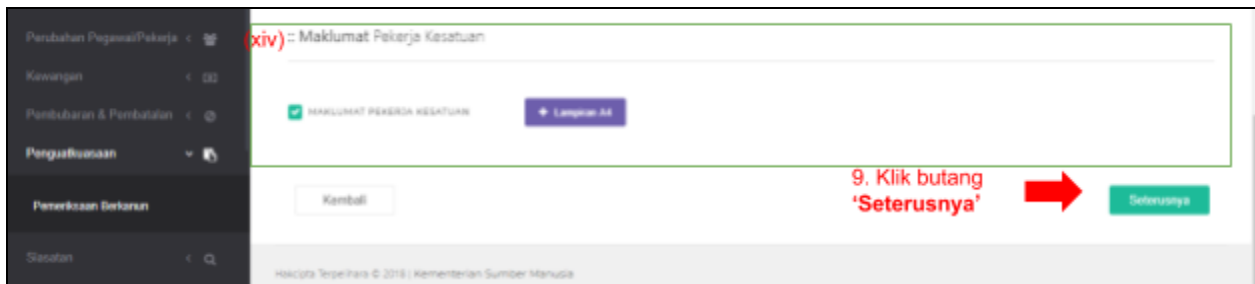 Perubahan Pegawai/Pekerja
(xiv) :: Maklumat Pekerja Kesatuan
Kewangan
Pembubaran & Pembatalan
MAKLUMAT PEKERJA KESATUAN
+ Lampiran A4
Penguatkuasaan
Pemeriksaan Berkanun
Kembali
9. Klik butang
'Seterusnya'
Seterusnya
Siasatan
Hakcipta Terpelihara © 2018 | Kementerian Sumber Manusia